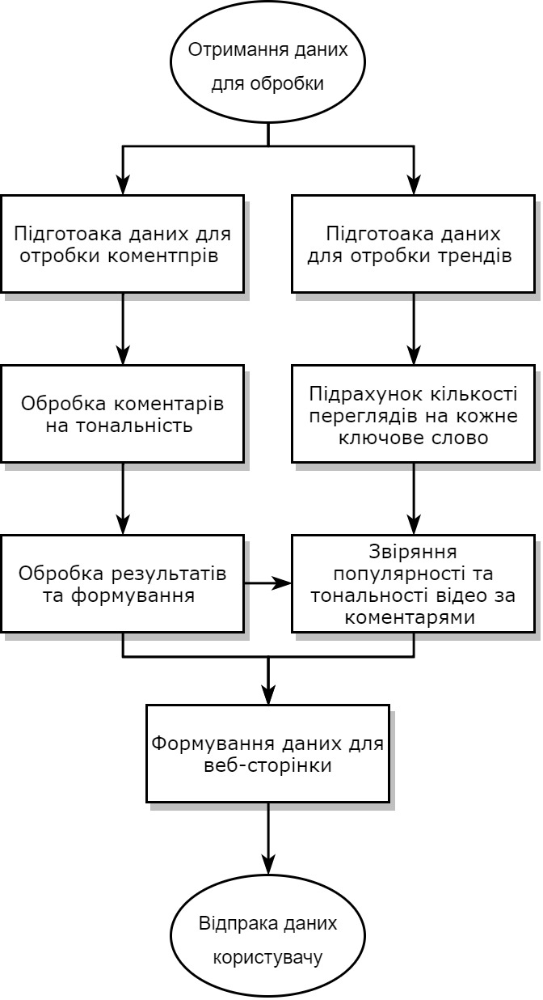 Отримання даних
для обробки
Підготоака даних для
отробки коментпрів
Підготоака даних
для отробки трендів
Обробка коментарів
на тональність
Підрахунок кількості
переглядів на кожне
ключове слово
Обробка результатів
та формування
Звіряння
популярності та
тональності відео за
коментарями
Формування даних для
веб-сторінки
Відпрака даних
користувачу